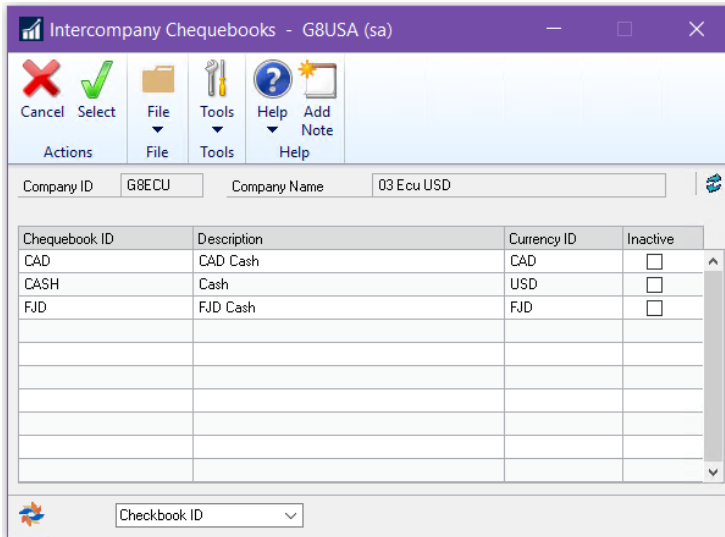 Intercompany Chequebooks - G8USA (sa)
Cancel Select File Tools Help Add Note
Actions File Tools Help
Company ID G8ECU Company Name 03 Ecu USD
Chequebook ID Description Currency ID Inactive
CAD CAD Cash CAD
CASH Cash USD
FJD FJD Cash FJD
Checkbook ID